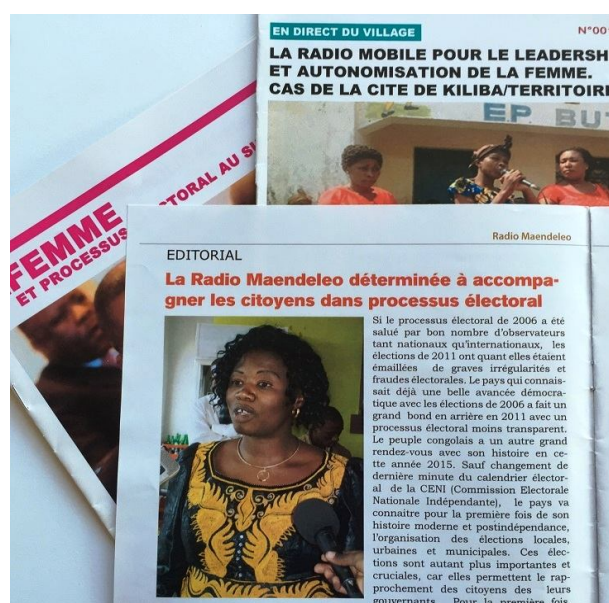 EN DIRECT DU VILLAGE
LA RADIO MOBILE POUR LE LEADERSH
ET AUTONOMISATION DE LA FEMME.
CAS DE LA CITE DE KILIBA/TERRITOIR
E.P BU
FEMME
ET PROCESSUS
TORAL AU
Radio Maendeleo
EDITORIAL
La Radio Maendeleo déterminée à accompa-
gner les citoyens dans processus électoral
Si le processus électoral de 2006 a été
salué par bon nombre d'observateurs
tant nationaux qu'internationaux, les
élections de 2011 ont quant elles étaient
émaillées de graves irrégularités et
fraudes électorales. Le pays qui connais-
sait déjà une belle avancée démocra-
tique avec les élections de 2006 a fait un
grand bond en arrière en 2011 avec un
processus électoral moins transparent.
Le peuple congolais a un autre grand
rendez-vous avec son histoire en ce-
tte année 2015. Sauf changement de
dernière minute du calendrier élector-
al de la CENI (Commission Electorale
Nationale Indépendante), le pays va
connaitre pour la première fois de son
histoire moderne et postindépendance,
l'organisation des élections locales,
urbaines et municipales. Ces élec-
tions sont autant plus importantes et
cruciales, car elles permettent le rap-
prochement des citoyens des leurs
gouvernants. Pour la première fois